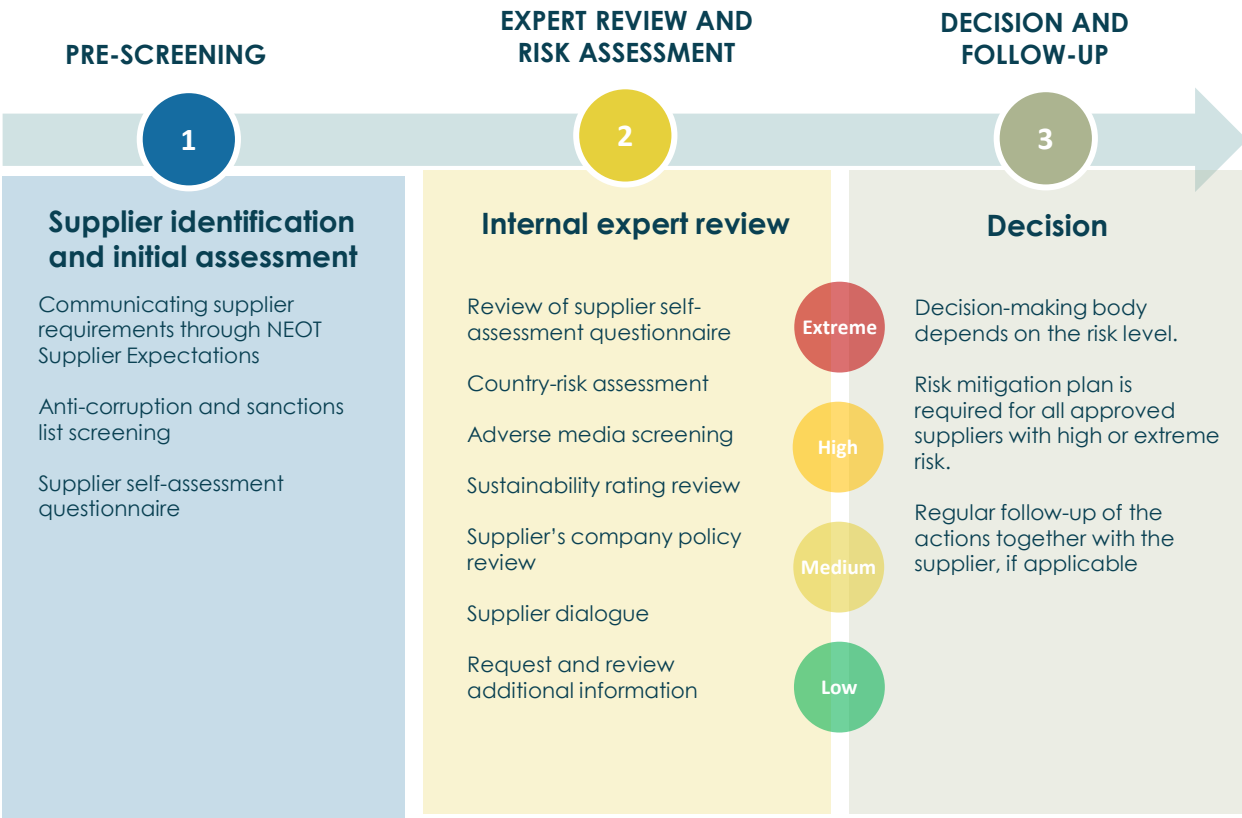 PRE-SCREENING
EXPERT REVIEW AND
RISK ASSESSMENT
DECISION AND
FOLLOW-UP
1
2
3
Supplier identification
and initial assessment
Communicating supplier
requirements through NEOT
Supplier Expectations
Anti-corruption and sanctions
list screening
Supplier self-assessment
questionnaire
Internal expert review
Review of supplier self-
assessment questionnaire
Country-risk assessment
Adverse media screening
Sustainability rating review
Supplier’s company policy
review
Supplier dialogue
Request and review
additional information
Extreme
High
Medium
Low
Decision
Decision-making body
depends on the risk level.
Risk mitigation plan is
required for all approved
suppliers with high or extreme
risk.
Regular follow-up of the
actions together with the
supplier, if applicable